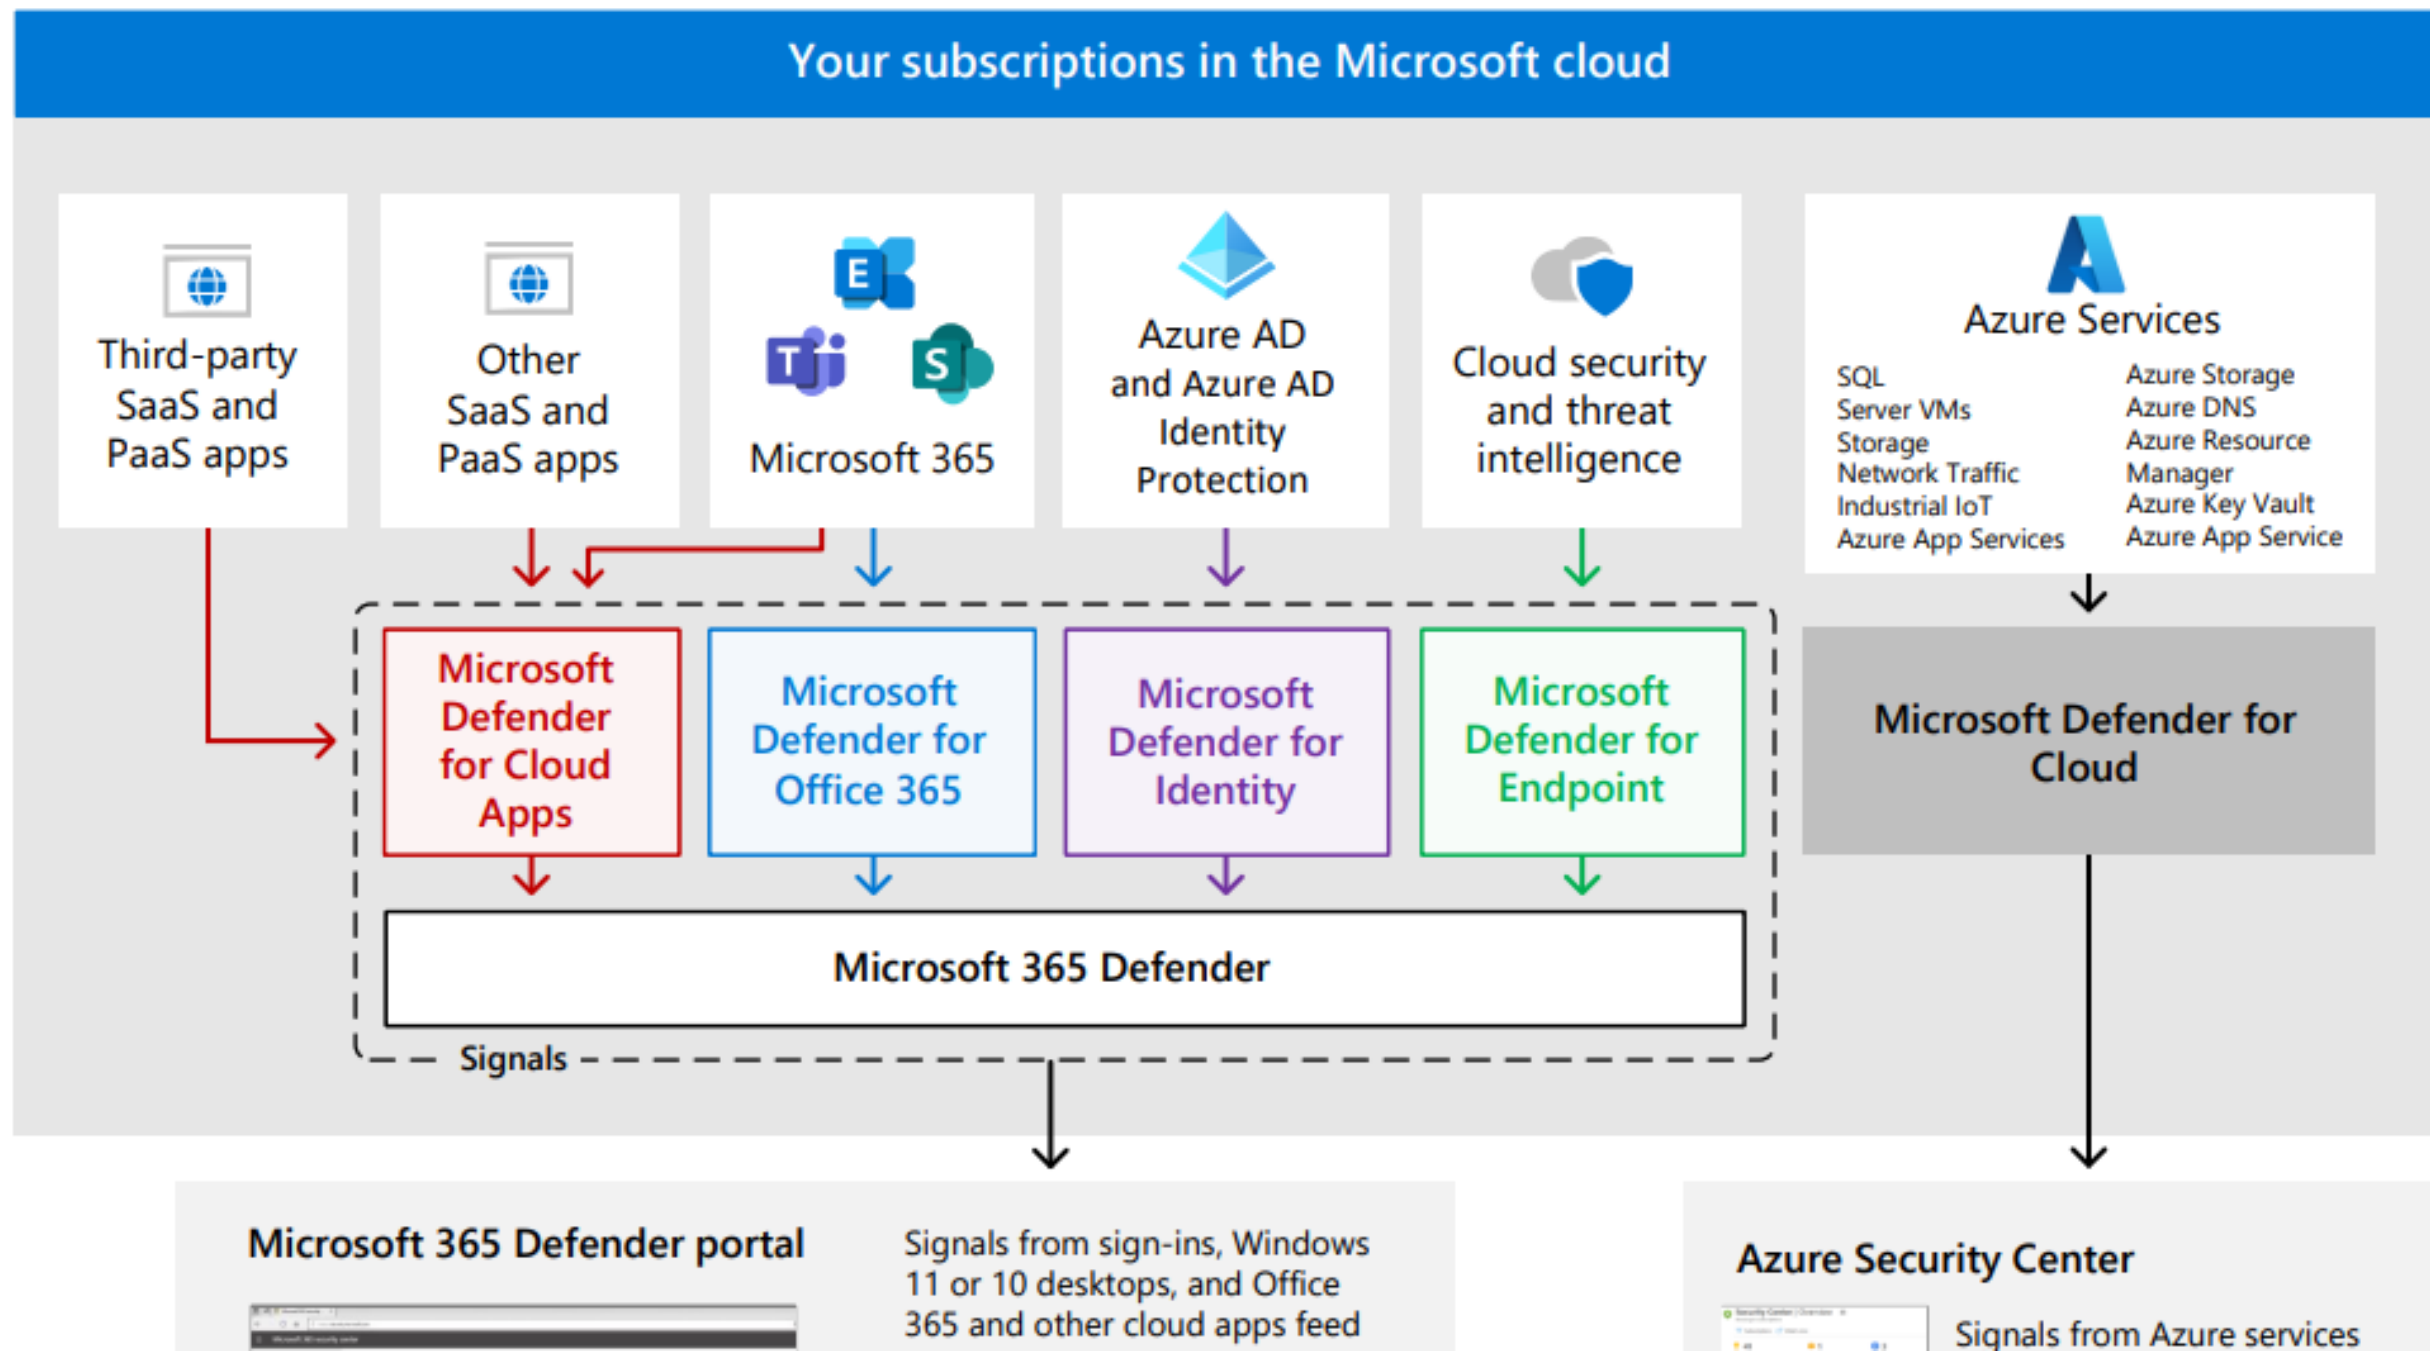 Your subscriptions in the Microsoft cloud
Third-party
SaaS and
PaaS apps
Other
SaaS and
PaaS apps
E
T
S
Microsoft 365
Azure AD
and Azure AD
Identity
Protection
Cloud security
and threat
intelligence
Azure Services
SQL
Server VMs
Storage
Network Traffic
Industrial IoT
Azure App Services
Azure Storage
Azure DNS
Azure Resource
Manager
Azure Key Vault
Azure App Service
Microsoft
Defender
for Cloud
Apps
Microsoft
Defender for
Office 365
Microsoft
Defender for
Identity
Microsoft
Defender for
Endpoint
Microsoft Defender for
Cloud
Microsoft 365 Defender
Signals
Microsoft 365 Defender portal
Signals from sign-ins, Windows
11 or 10 desktops, and Office
365 and other cloud apps feed
Azure Security Center
Signals from Azure services